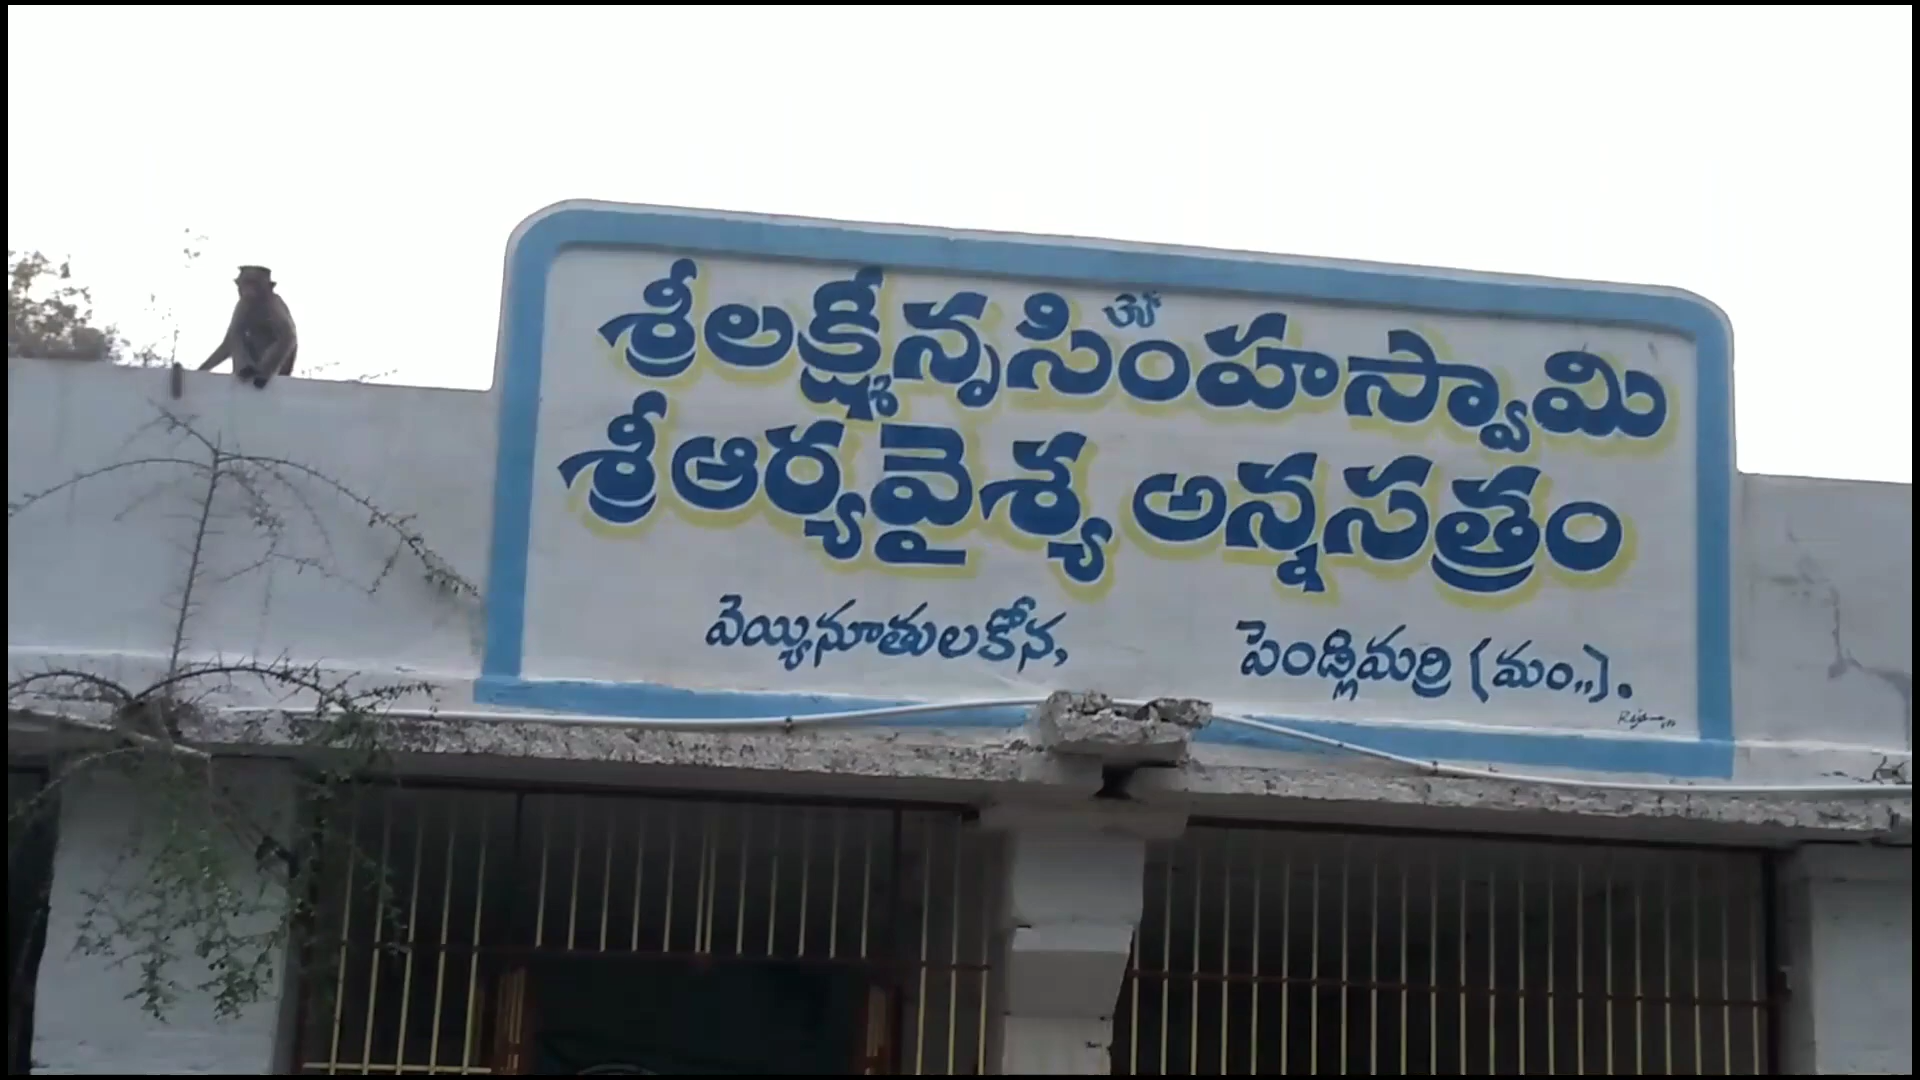 ఓం
శ్రీలక్ష్మీనృసింహస్వామి
శ్రీఆర్యవైశ్య అన్నసత్రం
వెయ్యినూతులకోన, పెండ్లిమర్రి (మం,,).